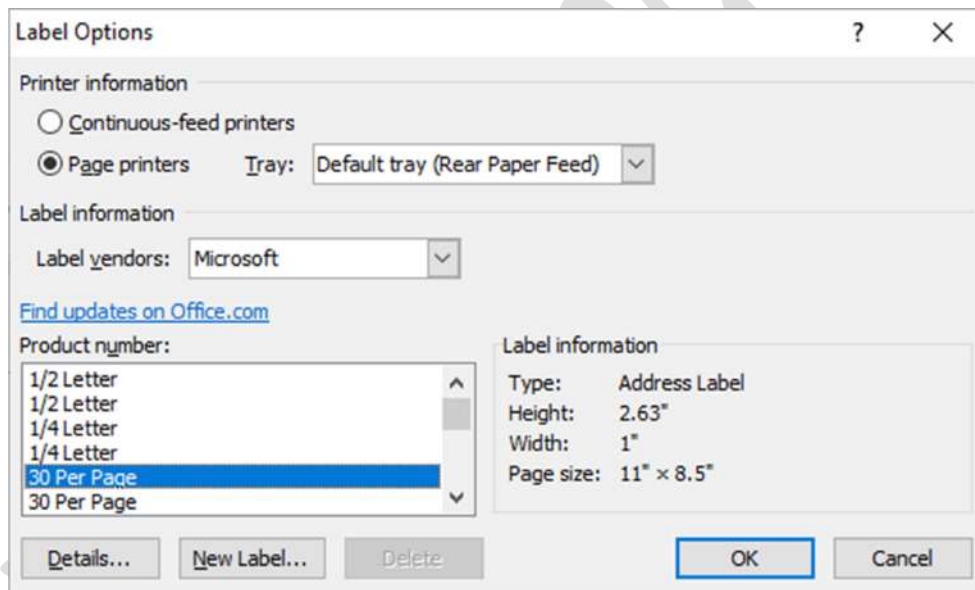 Label Options ?
Printer information
Continuous-feed printers
Page printers Tray: Default tray (Rear Paper Feed)
Label information
Label vendors: Microsoft
Find updates on Office.com
Product number:
1/2 Letter
1/2 Letter
1/4 Letter
1/4 Letter
30 Per Page
30 Per Page
Label information
Type: Address Label
Height: 2.63"
Width: 1"
Page size: 11" × 8.5"
Details... New Label... Delete OK Cancel